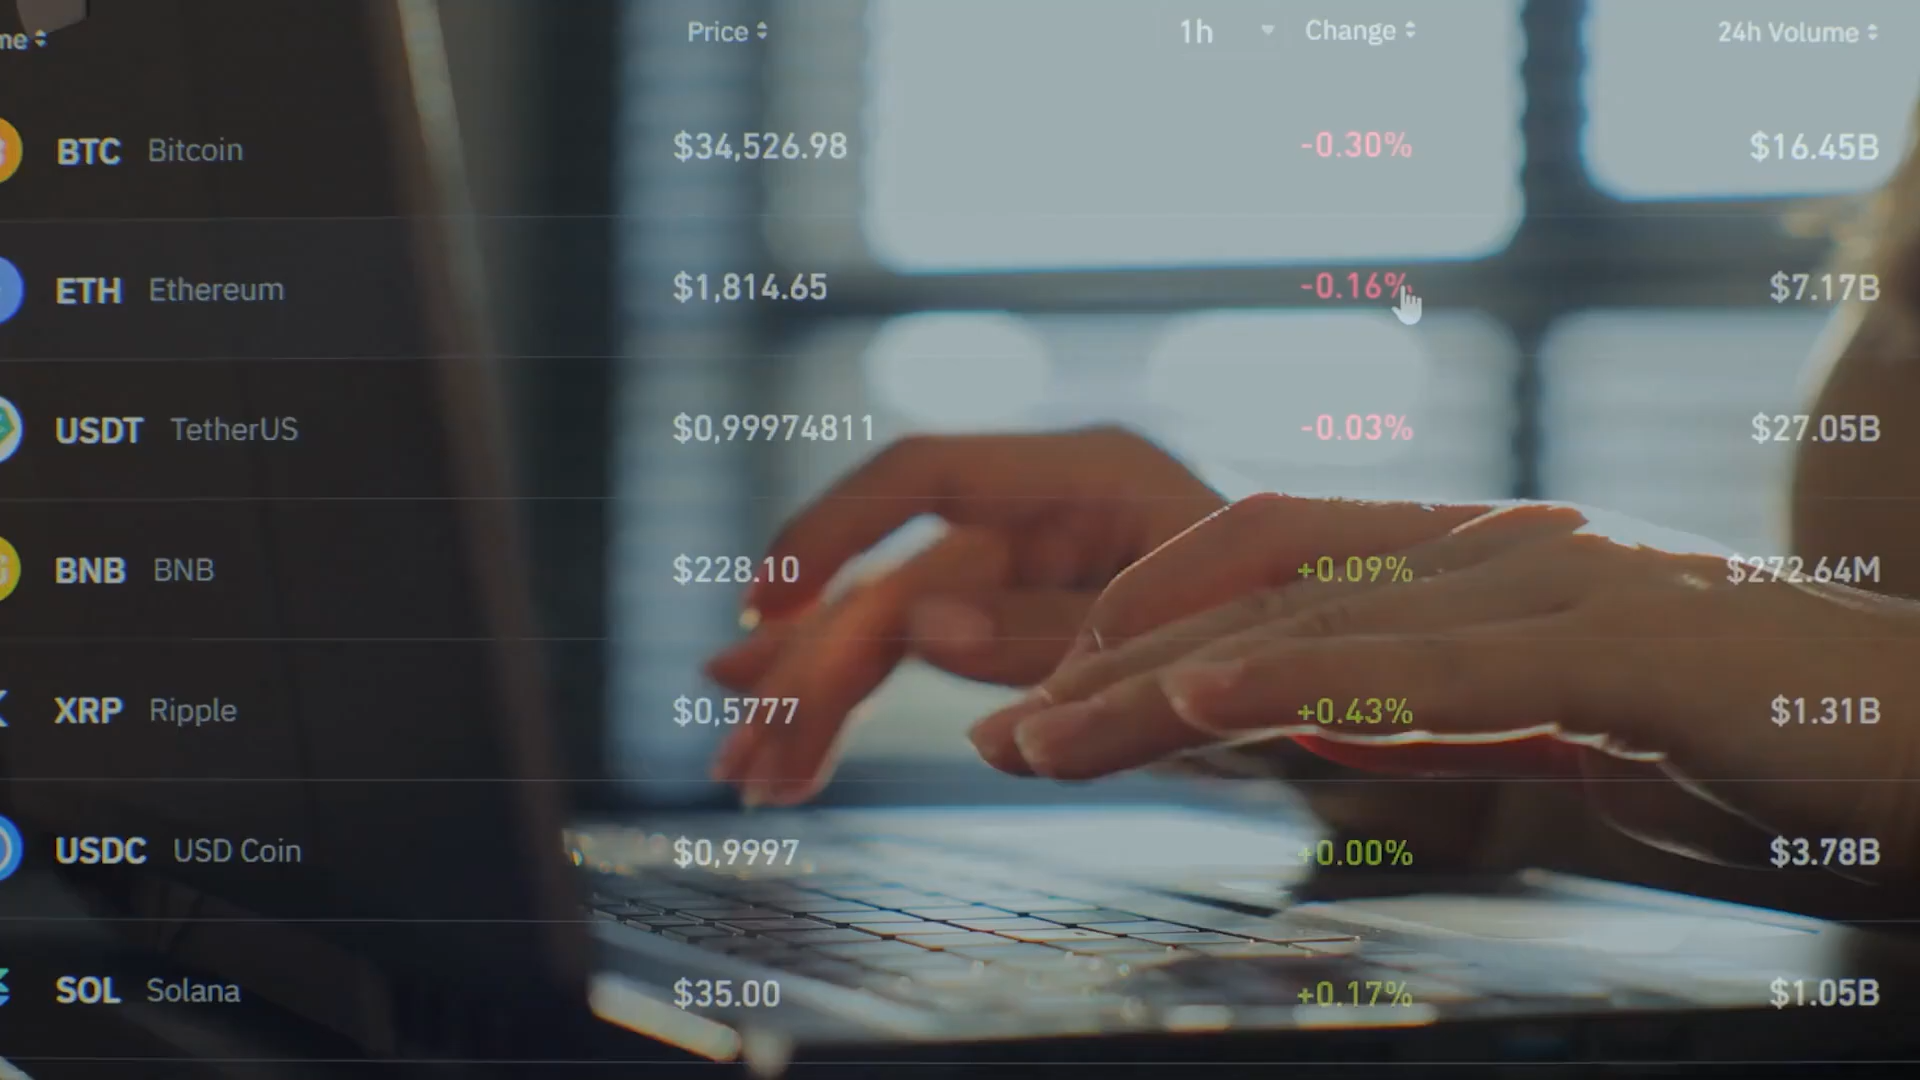 me Price 1h Change 24h Volume
BTC Bitcoin $34,526.98 -0.30% $16.45B
ETH Ethereum $1,814.65 -0.16% $7.17B
USDT TetherUS $0,99974811 -0.03% $27.05B
BNB BNB $228.10 +0.09% $272.64M
XRP Ripple $0,5777 +0.43% $1.31B
USDC USD Coin $0,9997 +0.00% $3.78B
SOL Solana $35.00 +0.17% $1.05B